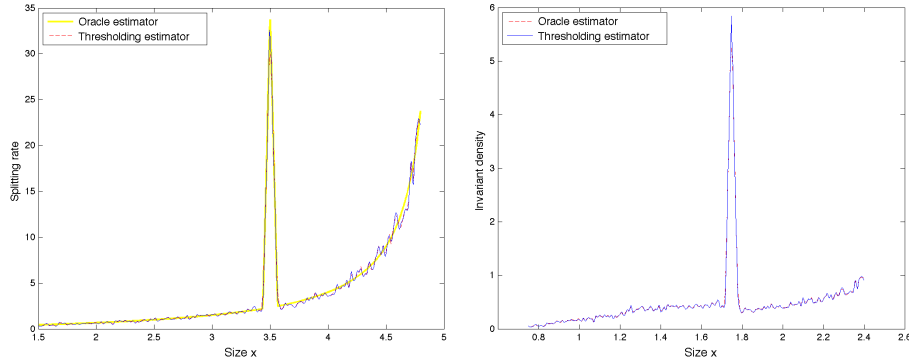 Oracle estimator
Thresholding estimator
Splitting rate
35
30
25
20
15
10
5
0
1.5 2 2.5 3 3.5 4 4.5 5
Size x
Oracle estimator
Thresholding estimator
Invariant density
6
5
4
3
2
1
0
0.8 1 1.2 1.4 1.6 1.8 2 2.2 2.4 2.6
Size x